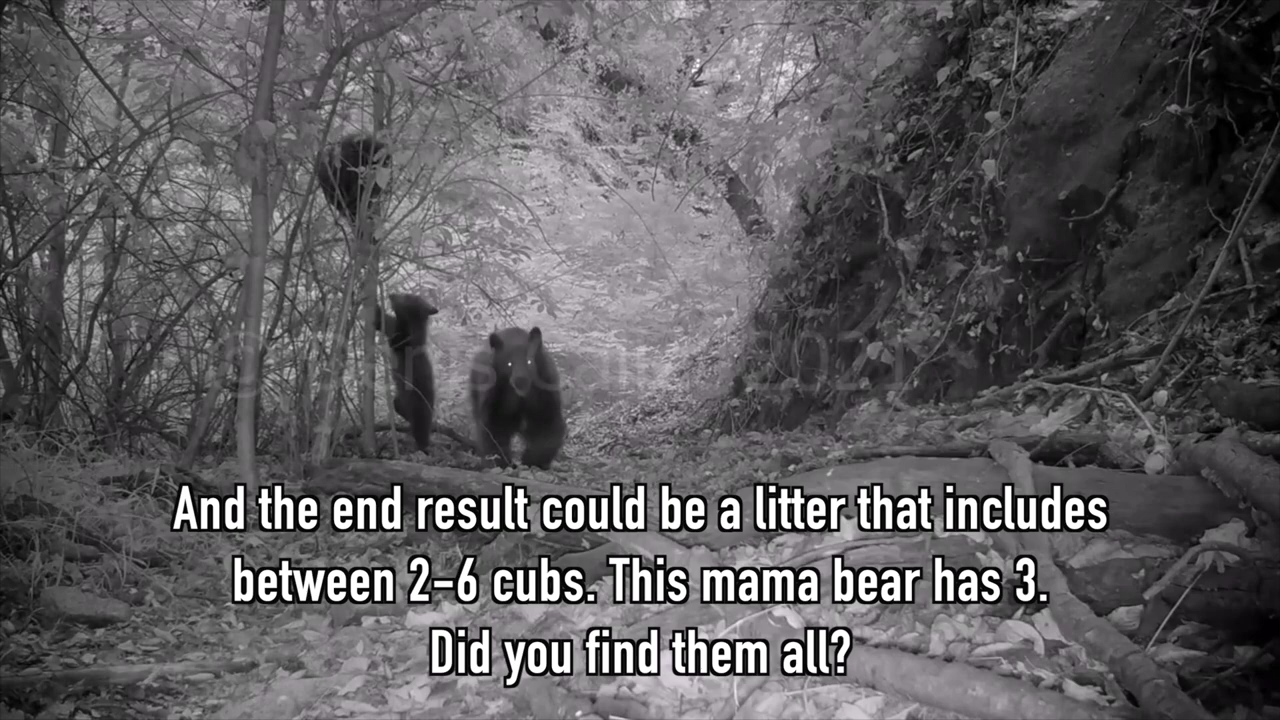 And the end result could be a litter that includes
between 2-6 cubs. This mama bear has 3.
Did you find them all?